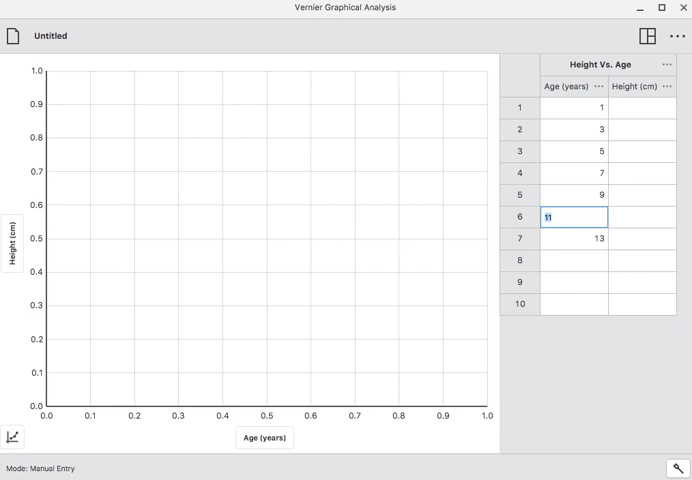 Vernier Graphical Analysis
Untitled
1.0
0.9
0.8
0.7
0.6
0.5
0.4
0.3
0.2
0.1
0.0
Height (cm)
0.0 0.1 0.2 0.3 0.4 0.5 0.6 0.7 0.8 0.9 1.0
Age (years)
Height Vs. Age
Age (years) Height (cm)
1 1
2 3
3 5
4 7
5 9
6 11
7 13
8
9
10
Mode: Manual Entry